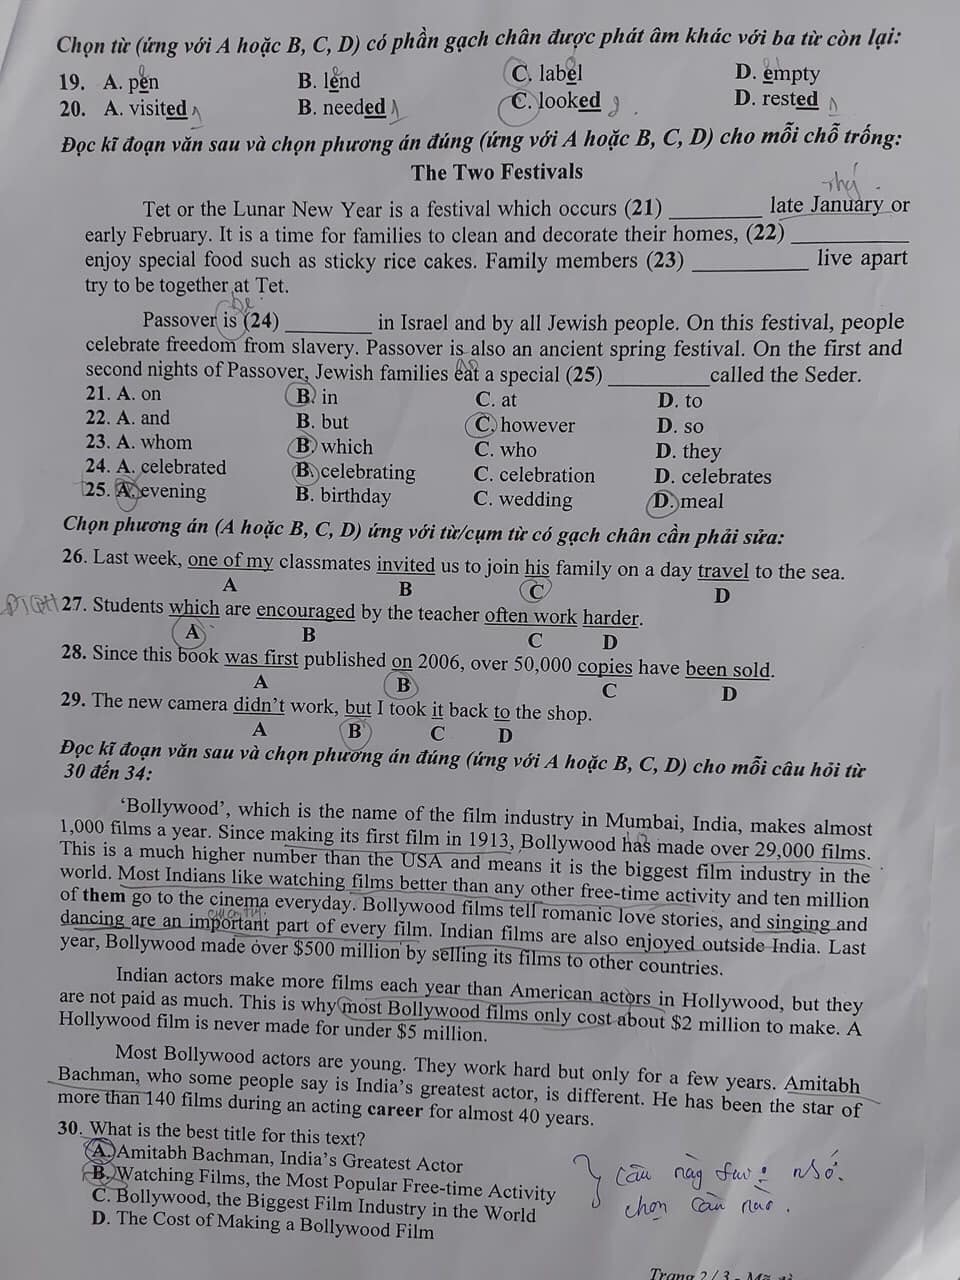 Chọn từ (ứng với A hoặc B, C, D) có phần gạch chân được phát âm khác với ba từ còn lại:
19. A. pen B. lend C. label D. empty
20. A. visited B. needed C. looked D. rested
Đọc kĩ đoạn văn sau và chọn phương án đúng (ứng với A hoặc B, C, D) cho mỗi chỗ trống:
The Two Festivals
Tet or the Lunar New Year is a festival which occurs (21) ________ late January or
early February. It is a time for families to clean and decorate their homes, (22) ________
enjoy special food such as sticky rice cakes. Family members (23) ________ live apart
try to be together at Tet.
Passover is (24) ________ in Israel and by all Jewish people. On this festival, people
celebrate freedom from slavery. Passover is also an ancient spring festival. On the first and
second nights of Passover, Jewish families eat a special (25) ________ called the Seder.
21. A. on B. in C. at D. to
22. A. and B. but C. however D. so
23. A. whom B. which C. who D. they
24. A. celebrated B. celebrating C. celebration D. celebrates
25. A. evening B. birthday C. wedding D. meal
Chọn phương án (A hoặc B, C, D) ứng với từ/cụm từ có gạch chân cần phải sửa:
26. Last week, one of my classmates invited us to join his family on a day travel to the sea.
A B C D
27. Students which are encouraged by the teacher often work harder.
A B C D
28. Since this book was first published on 2006, over 50,000 copies have been sold.
A B C D
29. The new camera didn't work, but I took it back to the shop.
A B C D
Đọc kĩ đoạn văn sau và chọn phương án đúng (ứng với A hoặc B, C, D) cho mỗi câu hỏi từ
30 đến 34:
'Bollywood', which is the name of the film industry in Mumbai, India, makes almost
1,000 films a year. Since making its first film in 1913, Bollywood has made over 29,000 films.
This is a much higher number than the USA and means it is the biggest film industry in the
world. Most Indians like watching films better than any other free-time activity and ten million
of them go to the cinema everyday. Bollywood films tell romanic love stories, and singing and
dancing are an important part of every film. Indian films are also enjoyed outside India. Last
year, Bollywood made over $500 million by selling its films to other countries.
Indian actors make more films each year than American actors in Hollywood, but they
are not paid as much. This is why most Bollywood films only cost about $2 million to make. A
Hollywood film is never made for under $5 million.
Most Bollywood actors are young. They work hard but only for a few years. Amitabh
Bachman, who some people say is India's greatest actor, is different. He has been the star of
more than 140 films during an acting career for almost 40 years.
30. What is the best title for this text?
A. Amitabh Bachman, India's Greatest Actor
B. Watching Films, the Most Popular Free-time Activity
C. Bollywood, the Biggest Film Industry in the World
D. The Cost of Making a Bollywood Film
câu này nhớ.
chọn
Trang 2/3 - Mã đề